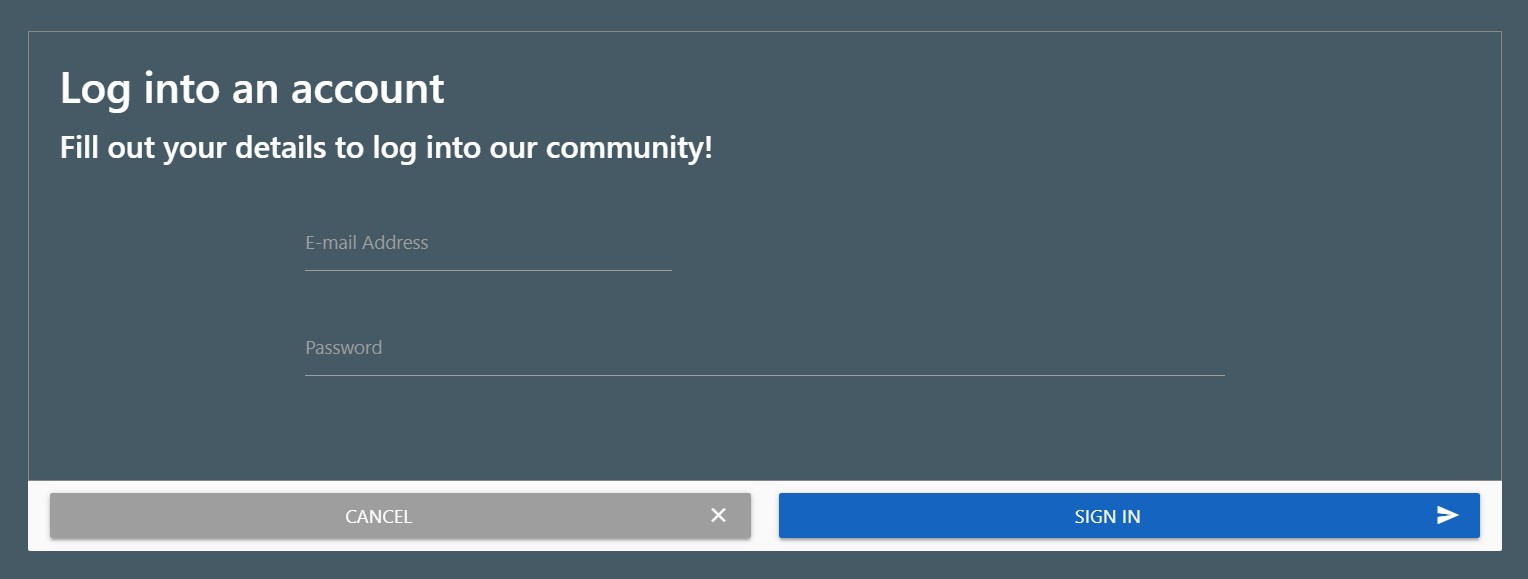 Log into an account
Fill out your details to log into our community!
E-mail Address
Password
CANCEL
SIGN IN